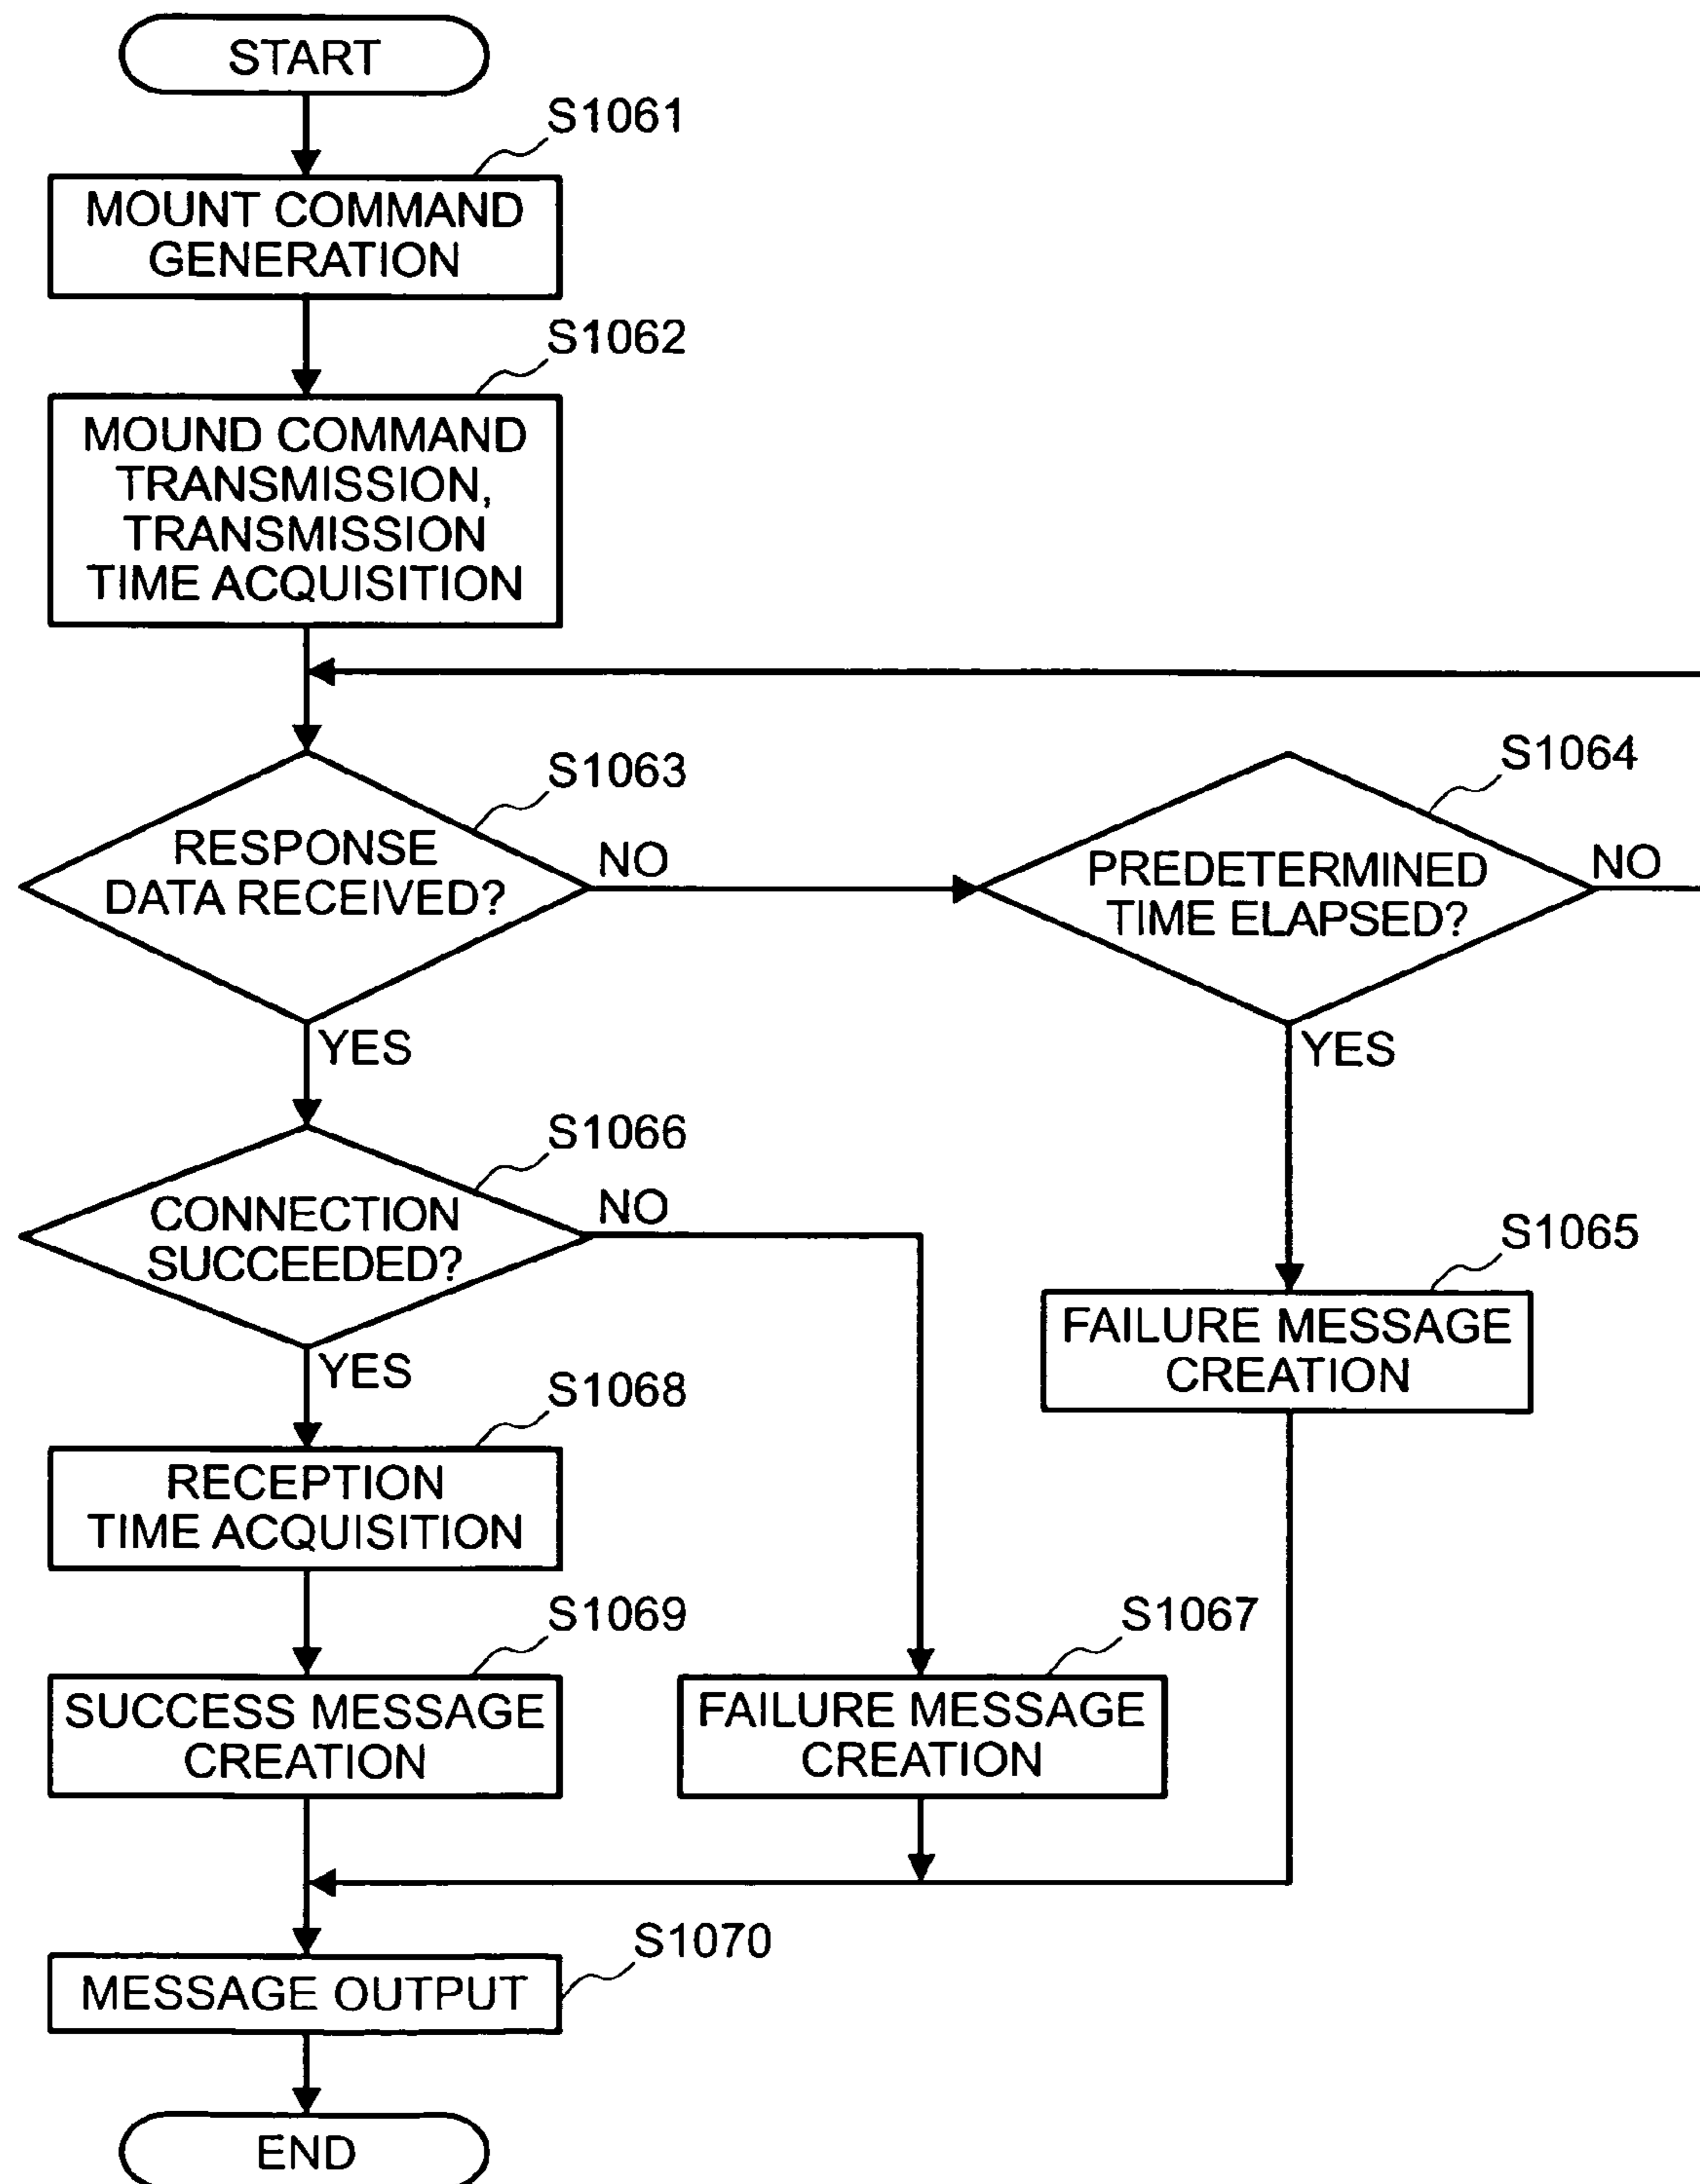 START
S1061
MOUNT COMMAND
GENERATION
S1062
MOUND COMMAND
TRANSMISSION,
TRANSMISSION
TIME ACQUISITION
S1063
RESPONSE
DATA RECEIVED?
NO
YES
S1064
PREDETERMINED
TIME ELAPSED?
NO
YES
S1066
CONNECTION
SUCCEEDED?
NO
YES
S1065
FAILURE MESSAGE
CREATION
S1068
RECEPTION
TIME ACQUISITION
S1069
SUCCESS MESSAGE
CREATION
S1067
FAILURE MESSAGE
CREATION
S1070
MESSAGE OUTPUT
END